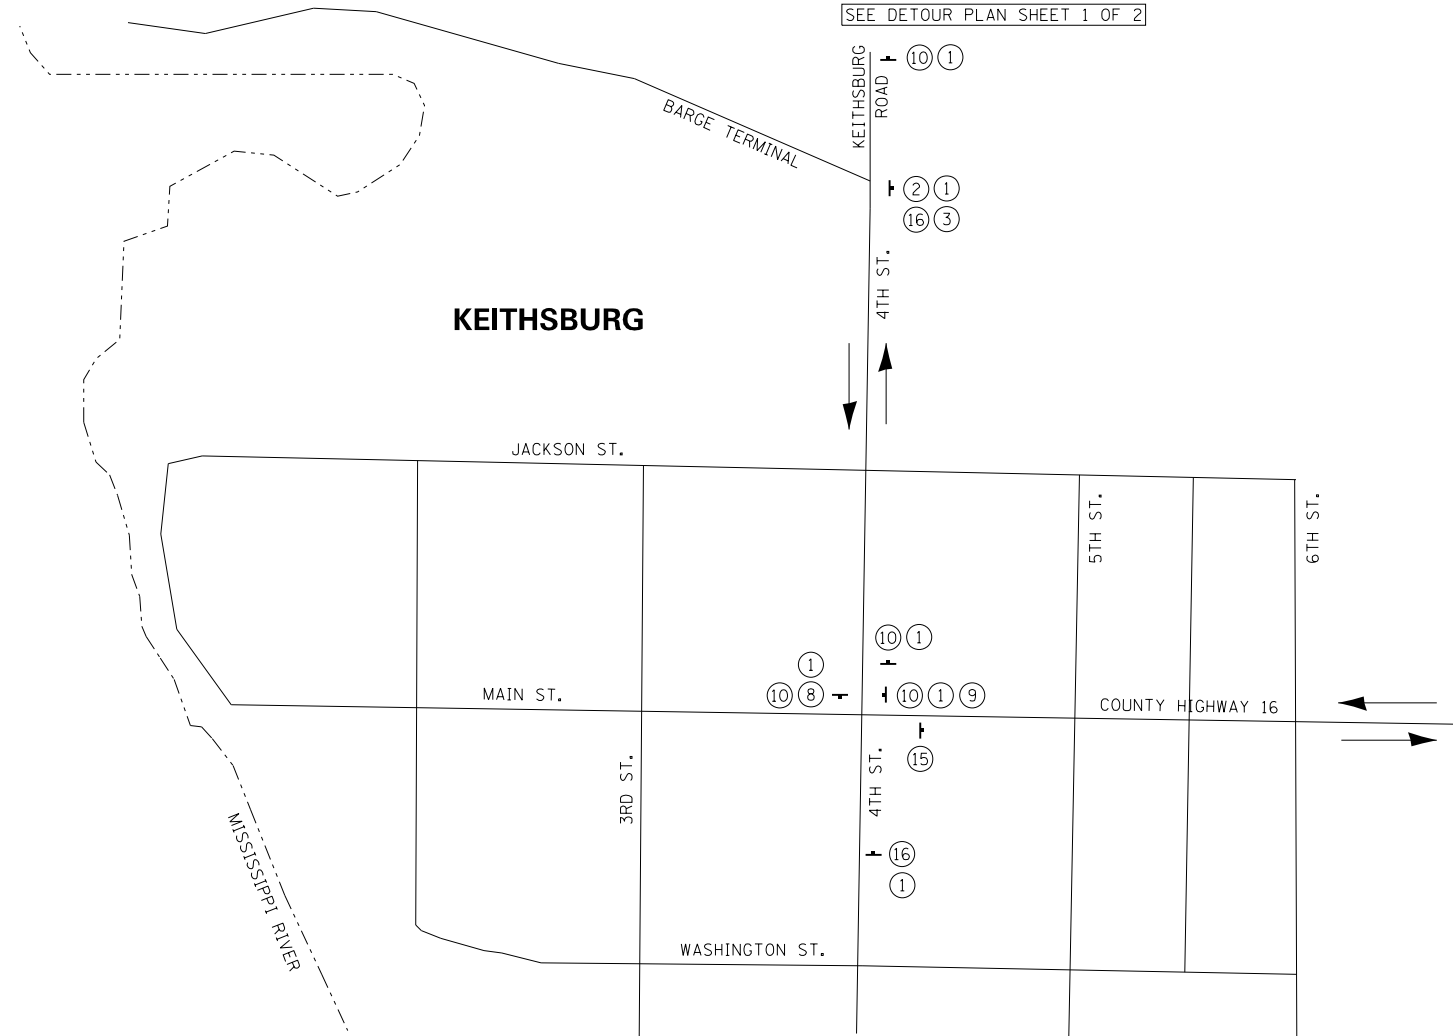 SEE DETOUR PLAN SHEET 1 OF 2
KEITHSBURG
ROAD
10 1
BARGE TERMINAL
2 1
16 3
4TH ST.
KEITHSBURG
JACKSON ST.
5TH ST.
6TH ST.
10 1
1
10 8
10 1 9
MAIN ST.
COUNTY HIGHWAY 16
15
3RD ST.
4TH ST.
16
1
MISSISSIPPI RIVER
WASHINGTON ST.